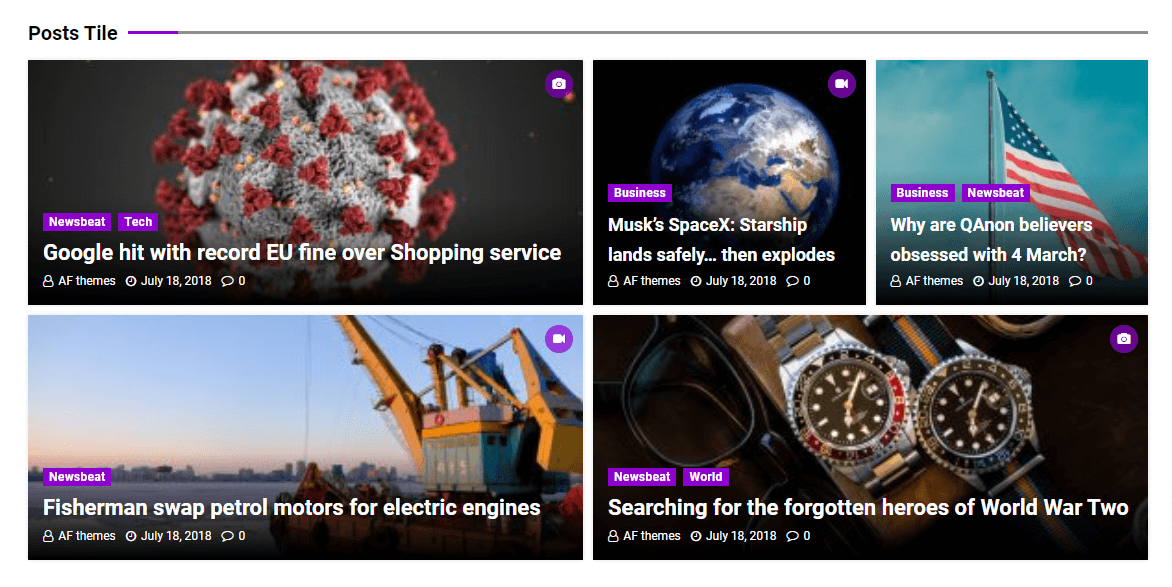 Posts Tile
Newsbeat Tech
Google hit with record EU fine over Shopping service
AF themes July 18, 2018 0
Business
Musk’s SpaceX: Starship
lands safely… then explodes
AF themes July 18, 2018 0
Business Newsbeat
Why are QAnon believers
obsessed with 4 March?
AF themes July 18, 2018 0
Newsbeat
Fisherman swap petrol motors for electric engines
AF themes July 18, 2018 0
Newsbeat World
Searching for the forgotten heroes of World War Two
AF themes July 18, 2018 0